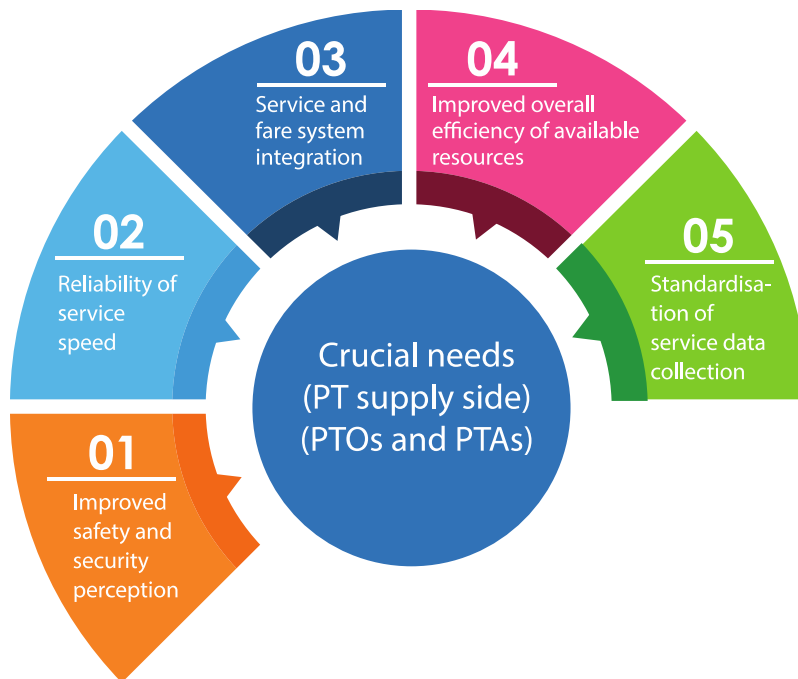 01
Improved
safety and
security
perception
02
Reliability of
service
speed
03
Service and
fare system
integration
04
Improved overall
efficiency of available
resources
05
Standardisa-
tion of
service data
collection
Crucial needs
(PT supply side)
(PTOs and PTAs)